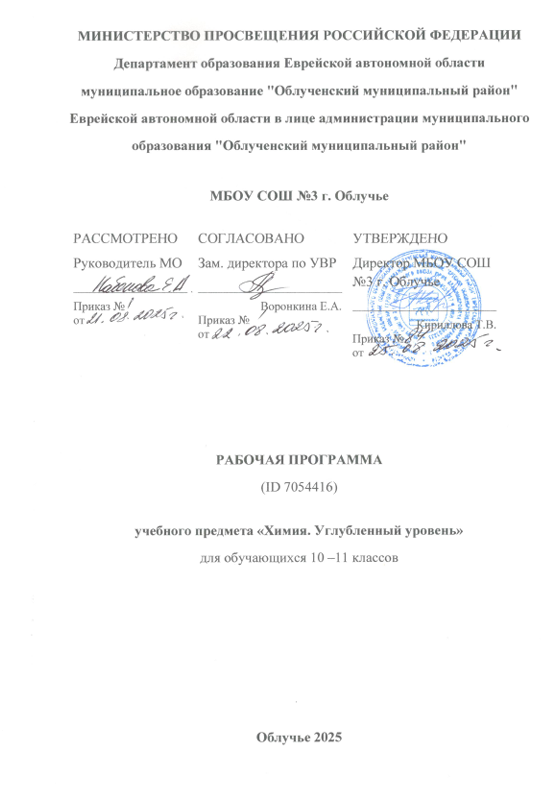 МИНИСТЕРСТВО ПРОСВЕЩЕНИЯ РОССИЙСКОЙ ФЕДЕРАЦИИ
Департамент образования Еврейской автономной области
муниципальное образование "Облученский муниципальный район"
Еврейской автономной области в лице администрации муниципального
образования "Облученский муниципальный район"
МБОУ СОШ №3 г. Облучье
РАССМОТРЕНО
Руководитель МО
Приказ №1
от 21.08.2025г.
СОГЛАСОВАНО
Зам. директора по УВР
Воронкина Е.А.
Приказ №
от 22.08.2025г.
УТВЕРЖДЕНО
Директор МБОУ СОШ
№3 г. Облучье
Кириллова Т.В.
Приказ №
от 25.08.2025г.
РАБОЧАЯ ПРОГРАММА
(ID 7054416)
учебного предмета «Химия. Углубленный уровень»
для обучающихся 10 –11 классов
Облучье 2025